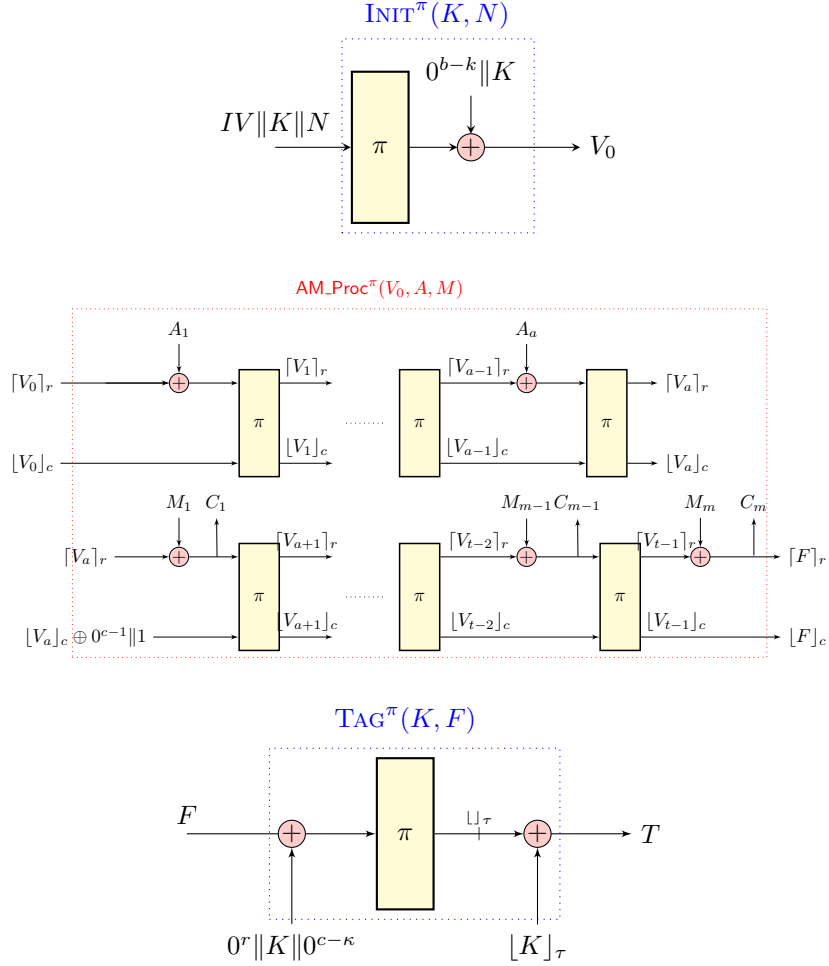 INIT^π(K, N)
0^{b−k}‖K
IV‖K‖N
π
+
V_0
AM_Proc^π(V_0, A, M)
A_1 A_a
⌈V_0⌉_r + ⌈V_1⌉_r ⌈V_{a−1}⌉_r + ⌈V_a⌉_r
π ........... π π
⌊V_0⌋_c ⌊V_1⌋_c ⌊V_{a−1}⌋_c ⌊V_a⌋_c
M_1 C_1 M_{m−1} C_{m−1} M_m C_m
⌈V_a⌉_r + ⌈V_{a+1}⌉_r ⌈V_{t−2}⌉_r + ⌈V_{t−1}⌉_r + ⌈F⌉_r
π ........... π π
⌊V_a⌋_c ⊕ 0^{c−1}‖1 ⌊V_{a+1}⌋_c ⌊V_{t−2}⌋_c ⌊V_{t−1}⌋_c ⌊F⌋_c
TAG^π(K, F)
F + π ⌊⌋_τ + T
0^r‖K‖0^{c−κ} ⌊K⌋_τ